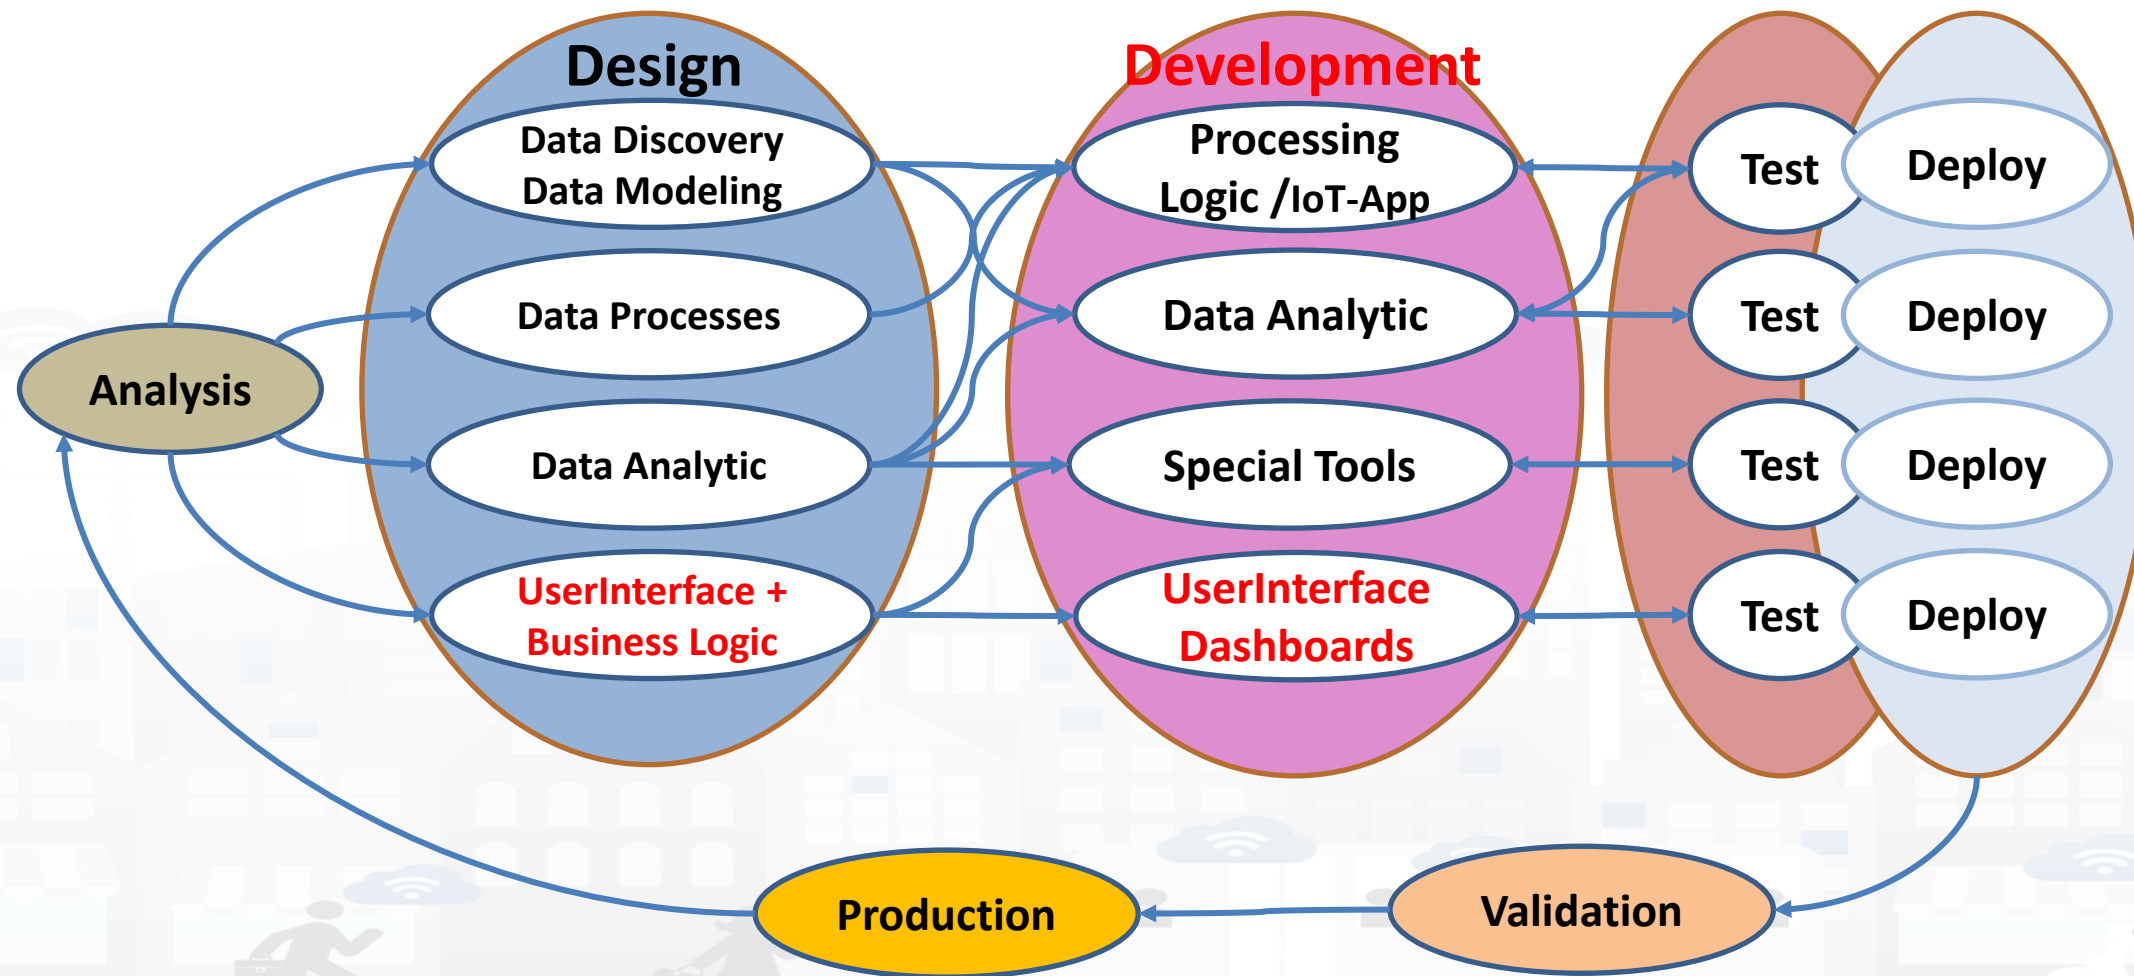 Design
Development
Data Discovery
Data Modeling
Processing
Logic /IoT-App
Test
Deploy
Data Processes
Data Analytic
Test
Deploy
Analysis
Data Analytic
Special Tools
Test
Deploy
UserInterface +
Business Logic
UserInterface
Dashboards
Test
Deploy
Production
Validation